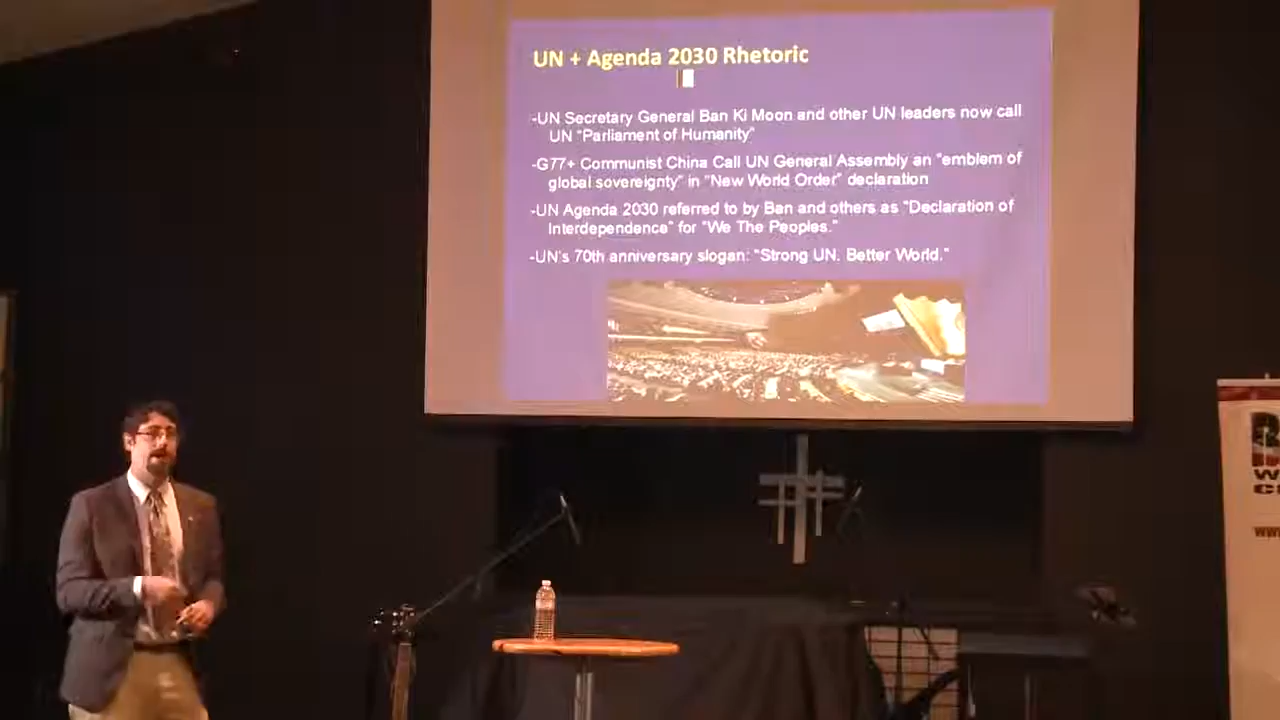 UN + Agenda 2030 Rhetoric
-UN Secretary General Ban Ki Moon and other UN leaders now call
UN "Parliament of Humanity"
-G77+ Communist China Call UN General Assembly an "emblem of
global sovereignty" in "New World Order" declaration
-UN Agenda 2030 referred to by Ban and others as "Declaration of
Interdependence" for "We The Peoples."
-UN's 70th anniversary slogan: "Strong UN. Better World."